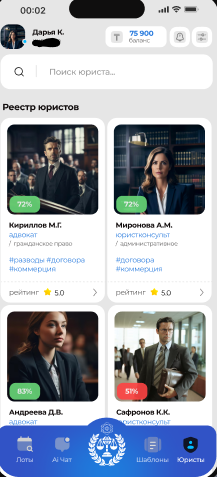 00:02
Дарья К.
75 900
баланс
Поиск юриста...
Реестр юристов
72%
Кириллов М.Г.
адвокат
/ гражданское право
#разводы #договора
#коммерция
рейтинг 5.0
72%
Миронова А.М.
юристконсульт
/ административное
#договора
#коммерция
рейтинг 5.0
83%
Андреева Д.В.
адвокат
51%
Сафронов К.К.
юристконсульт
Лоты
Ai Чат
Шаблоны
Юристы